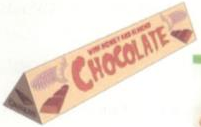 WITH HONEY AND ALMOND
CHOCOLATE